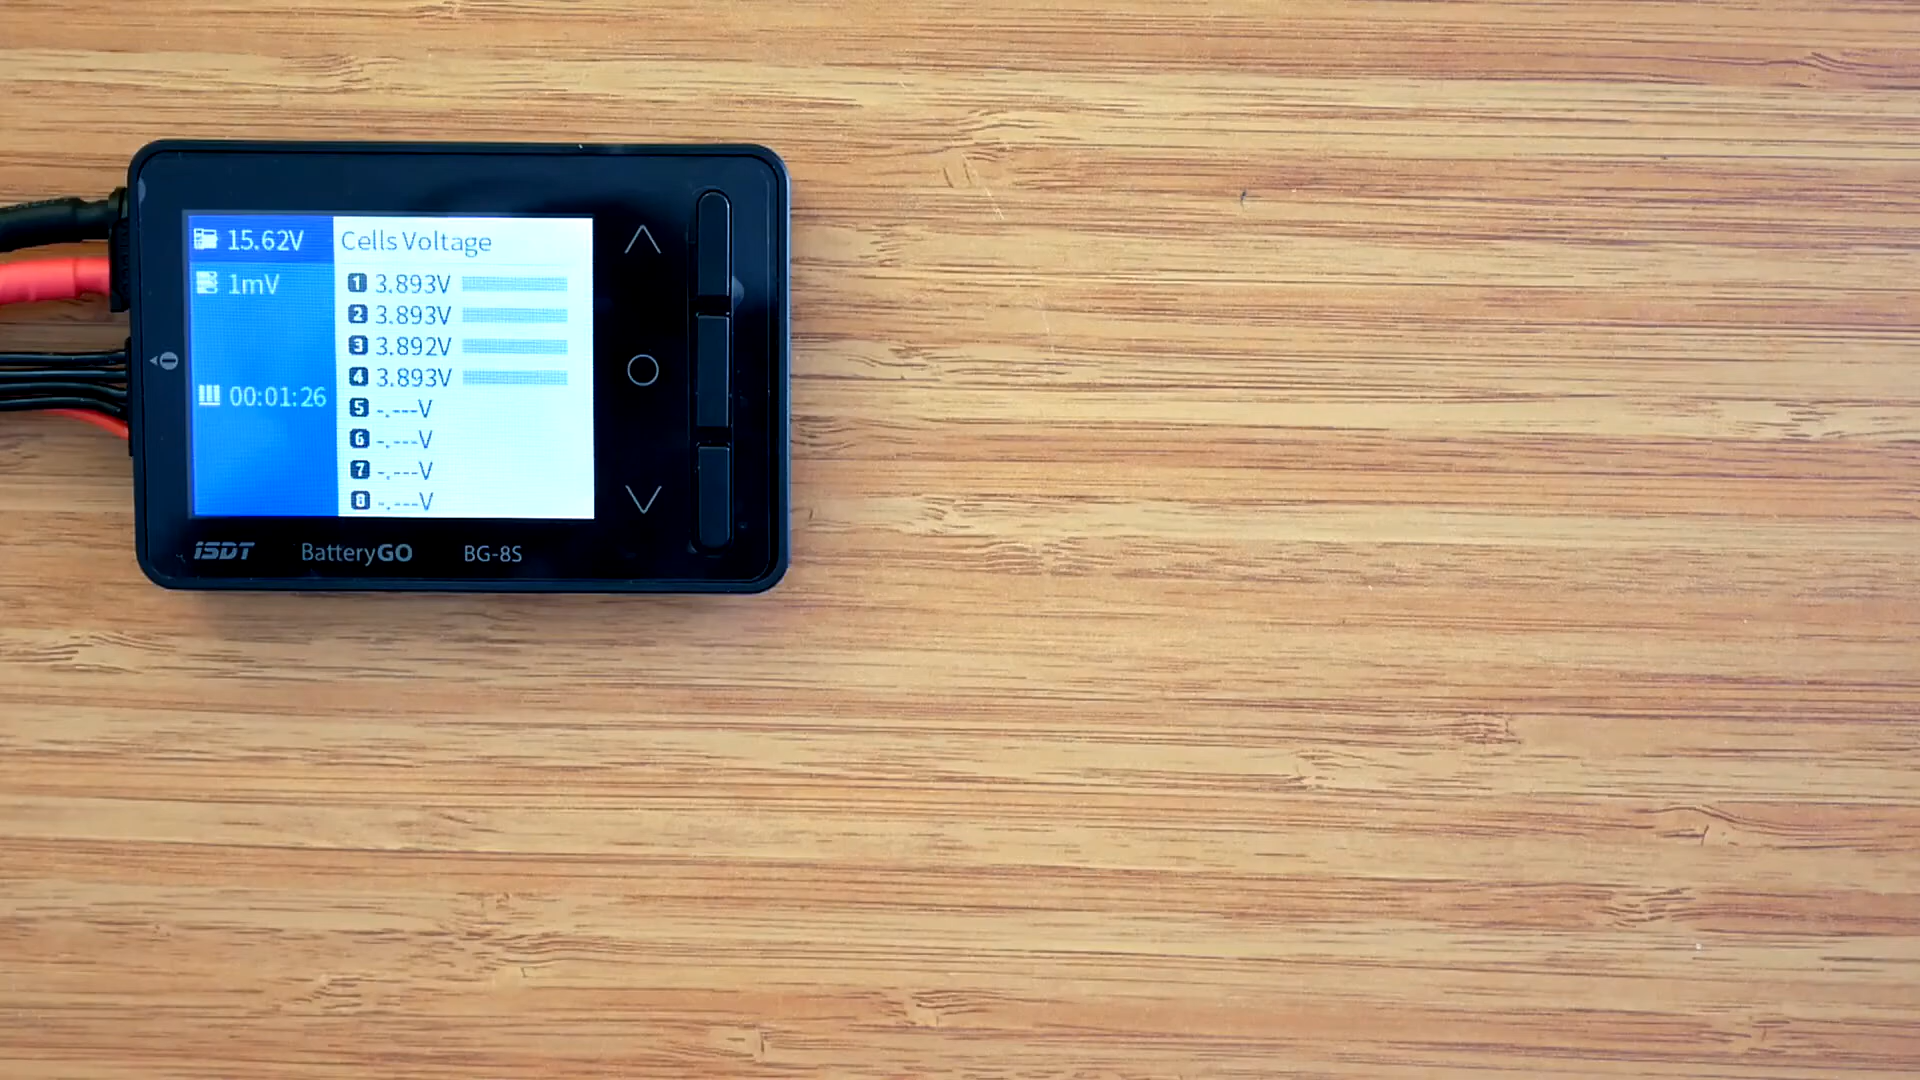 15.62V
1mV
00:01:26
Cells Voltage
1 3.893V
2 3.893V
3 3.892V
4 3.893V
5 -.---V
6 -.---V
7 -.---V
8 -.---V
ISDT BatteryGO BG-8S